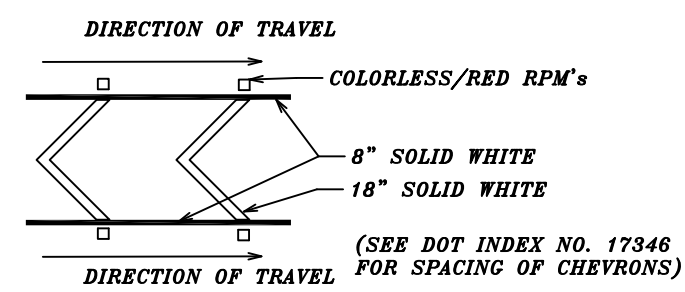 DIRECTION OF TRAVEL
COLORLESS/RED RPM's
8" SOLID WHITE
18" SOLID WHITE
(SEE DOT INDEX NO. 17346
FOR SPACING OF CHEVRONS)
DIRECTION OF TRAVEL